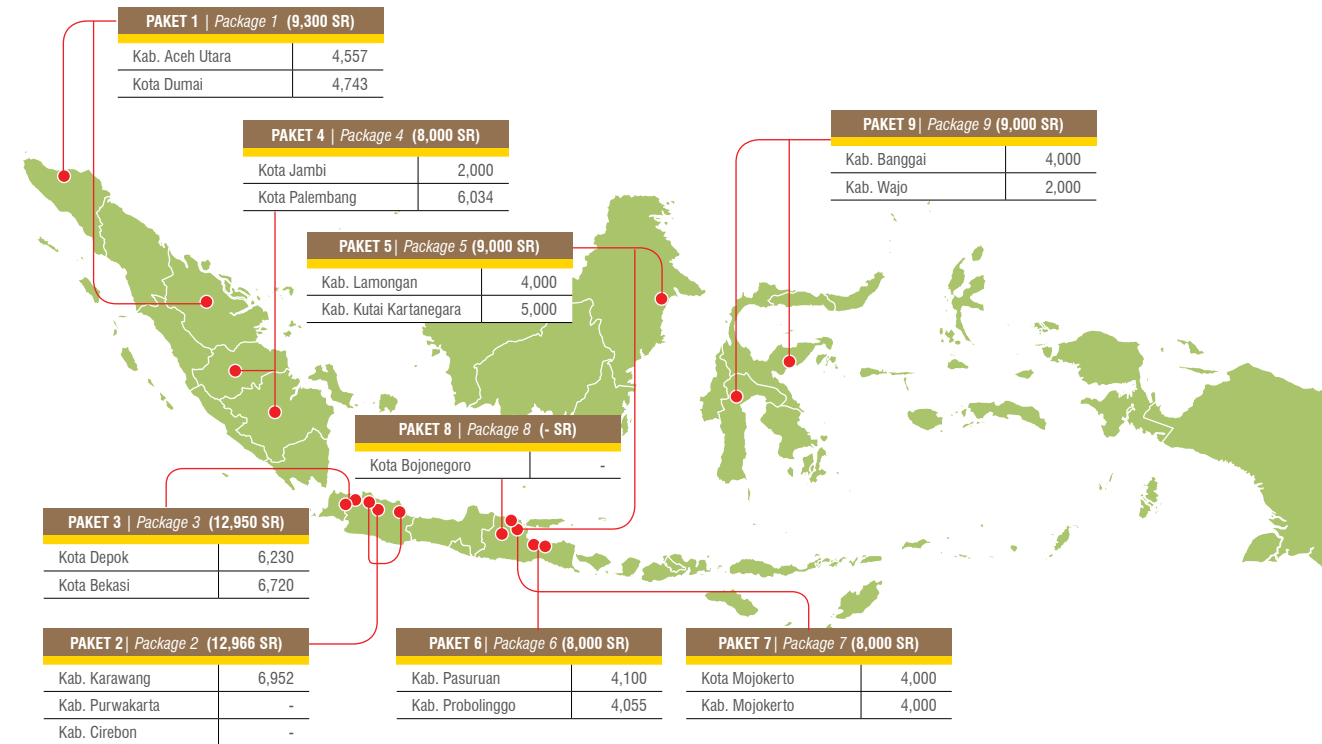 PAKET 1 | Package 1 (9,300 SR)
Kab. Aceh Utara 4,557
Kota Dumai 4,743
PAKET 4 | Package 4 (8,000 SR)
Kota Jambi 2,000
Kota Palembang 6,034
PAKET 9| Package 9 (9,000 SR)
Kab. Banggai 4,000
Kab. Wajo 2,000
PAKET 5| Package 5 (9,000 SR)
Kab. Lamongan 4,000
Kab. Kutai Kartanegara 5,000
PAKET 8 | Package 8 (- SR)
Kota Bojonegoro -
PAKET 3 | Package 3 (12,950 SR)
Kota Depok 6,230
Kota Bekasi 6,720
PAKET 2| Package 2 (12,966 SR)
Kab. Karawang 6,952
Kab. Purwakarta -
Kab. Cirebon -
PAKET 6| Package 6 (8,000 SR)
Kab. Pasuruan 4,100
Kab. Probolinggo 4,055
PAKET 7| Package 7 (8,000 SR)
Kota Mojokerto 4,000
Kab. Mojokerto 4,000